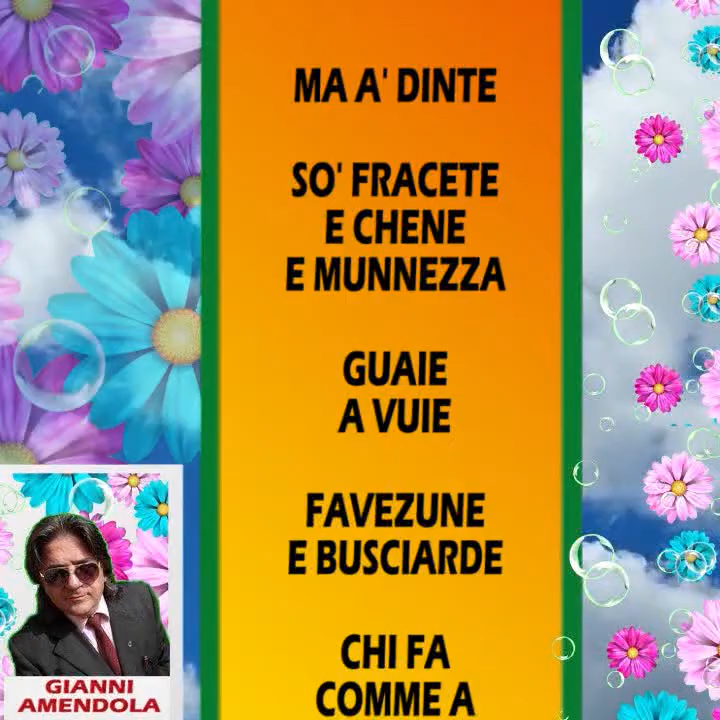 MA A' DINTE
SO' FRACETE
E CHENE
E MUNNEZZA
GUAIE
A VUIE
FAVEZUNE
E BUSCIARDE
CHI FA
COMME A
GIANNI
AMENDOLA